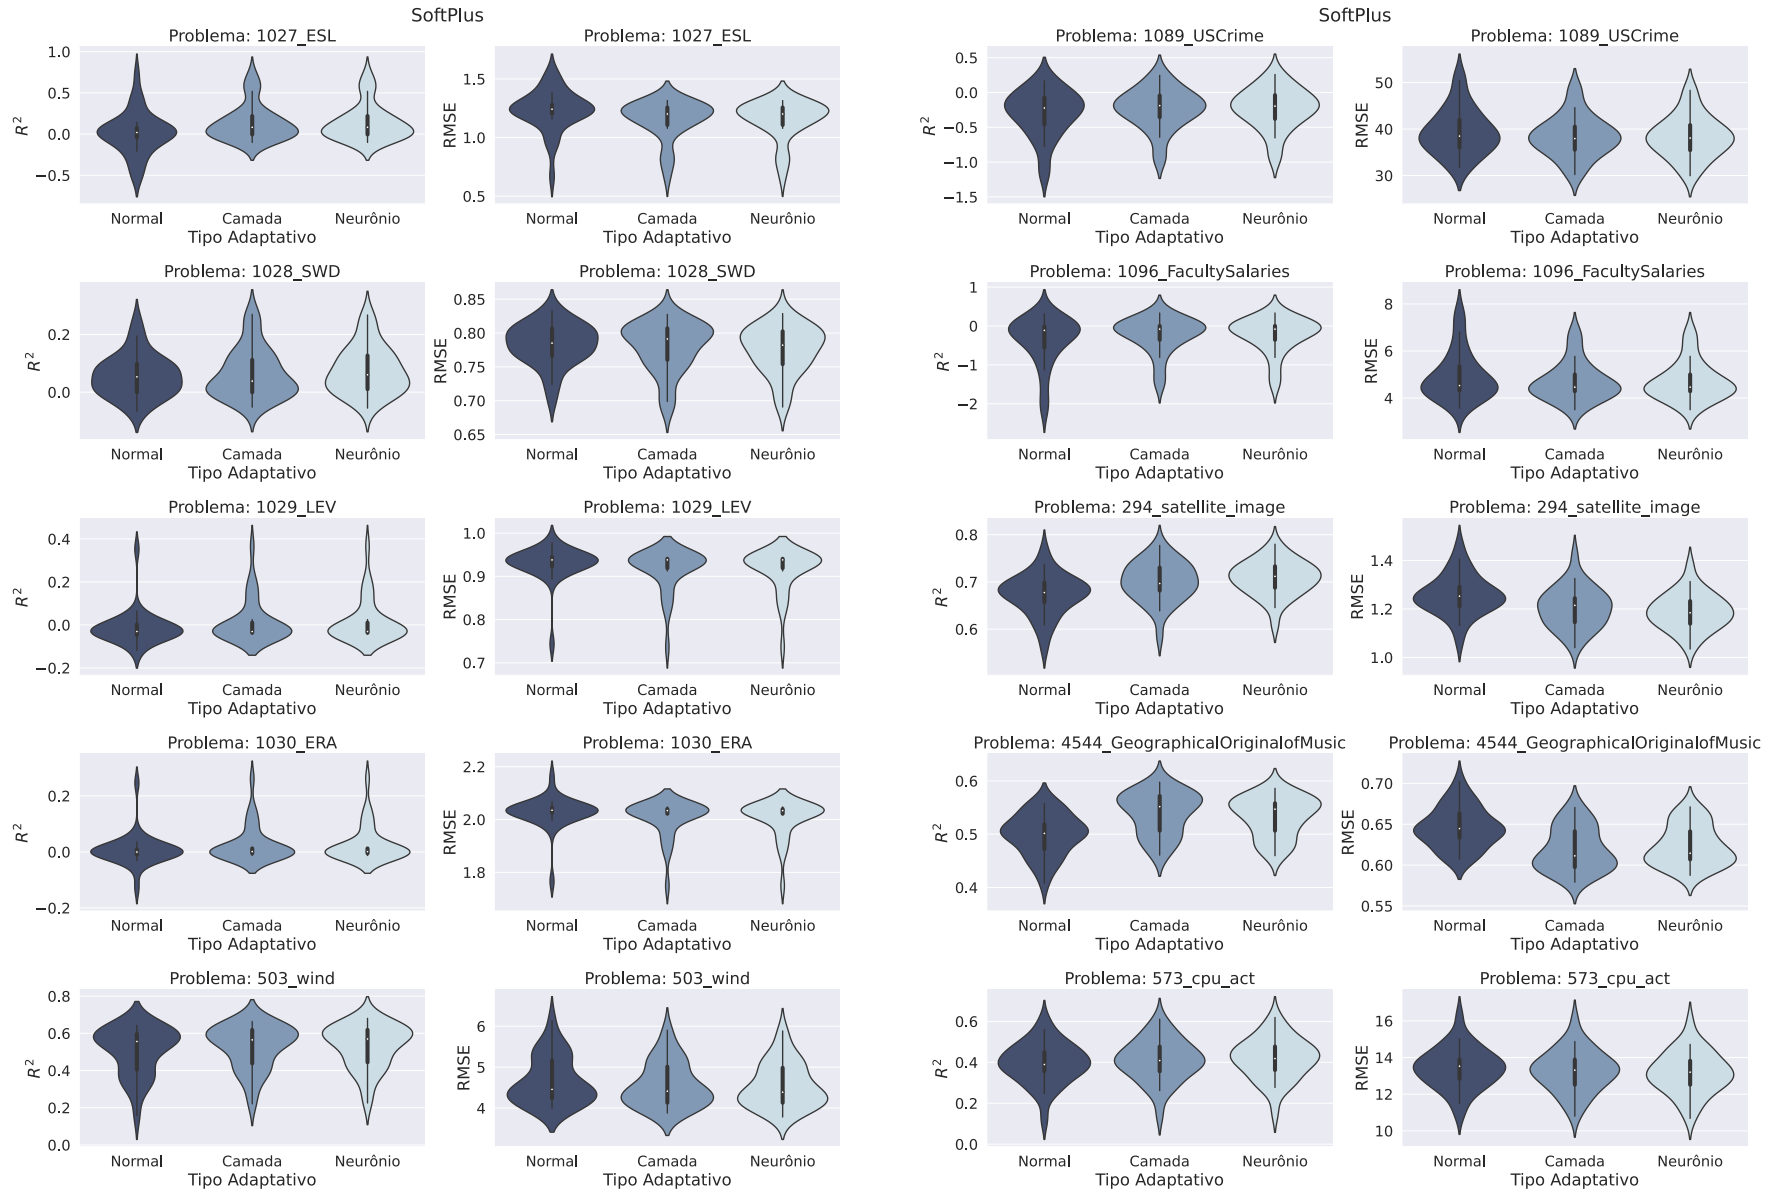 SoftPlus
Problema: 1027_ESL
1.0
0.5
0.0
−0.5
R²
Normal
Camada
Neurônio
Tipo Adaptativo
Problema: 1027_ESL
1.5
1.0
0.5
RMSE
Normal
Camada
Neurônio
Tipo Adaptativo
Problema: 1028_SWD
0.2
0.0
R²
Normal
Camada
Neurônio
Tipo Adaptativo
Problema: 1028_SWD
0.85
0.80
0.75
0.70
0.65
RMSE
Normal
Camada
Neurônio
Tipo Adaptativo
Problema: 1029_LEV
0.4
0.2
0.0
−0.2
R²
Normal
Camada
Neurônio
Tipo Adaptativo
Problema: 1029_LEV
1.0
0.9
0.8
0.7
RMSE
Normal
Camada
Neurônio
Tipo Adaptativo
Problema: 1030_ERA
0.2
0.0
−0.2
R²
Normal
Camada
Neurônio
Tipo Adaptativo
Problema: 1030_ERA
2.2
2.0
1.8
RMSE
Normal
Camada
Neurônio
Tipo Adaptativo
Problema: 503_wind
0.8
0.6
0.4
0.2
0.0
R²
Normal
Camada
Neurônio
Tipo Adaptativo
Problema: 503_wind
6
5
4
RMSE
Normal
Camada
Neurônio
Tipo Adaptativo
SoftPlus
Problema: 1089_USCrime
0.5
0.0
−0.5
−1.0
−1.5
R²
Normal
Camada
Neurônio
Tipo Adaptativo
Problema: 1089_USCrime
50
40
30
RMSE
Normal
Camada
Neurônio
Tipo Adaptativo
Problema: 1096_FacultySalaries
1
0
−1
−2
R²
Normal
Camada
Neurônio
Tipo Adaptativo
Problema: 1096_FacultySalaries
8
6
4
RMSE
Normal
Camada
Neurônio
Tipo Adaptativo
Problema: 294_satellite_image
0.8
0.7
0.6
R²
Normal
Camada
Neurônio
Tipo Adaptativo
Problema: 294_satellite_image
1.4
1.2
1.0
RMSE
Normal
Camada
Neurônio
Tipo Adaptativo
Problema: 4544_GeographicalOriginalofMusic
0.6
0.5
0.4
R²
Normal
Camada
Neurônio
Tipo Adaptativo
Problema: 4544_GeographicalOriginalofMusic
0.70
0.65
0.60
0.55
RMSE
Normal
Camada
Neurônio
Tipo Adaptativo
Problema: 573_cpu_act
0.6
0.4
0.2
0.0
R²
Normal
Camada
Neurônio
Tipo Adaptativo
Problema: 573_cpu_act
16
14
12
10
RMSE
Normal
Camada
Neurônio
Tipo Adaptativo